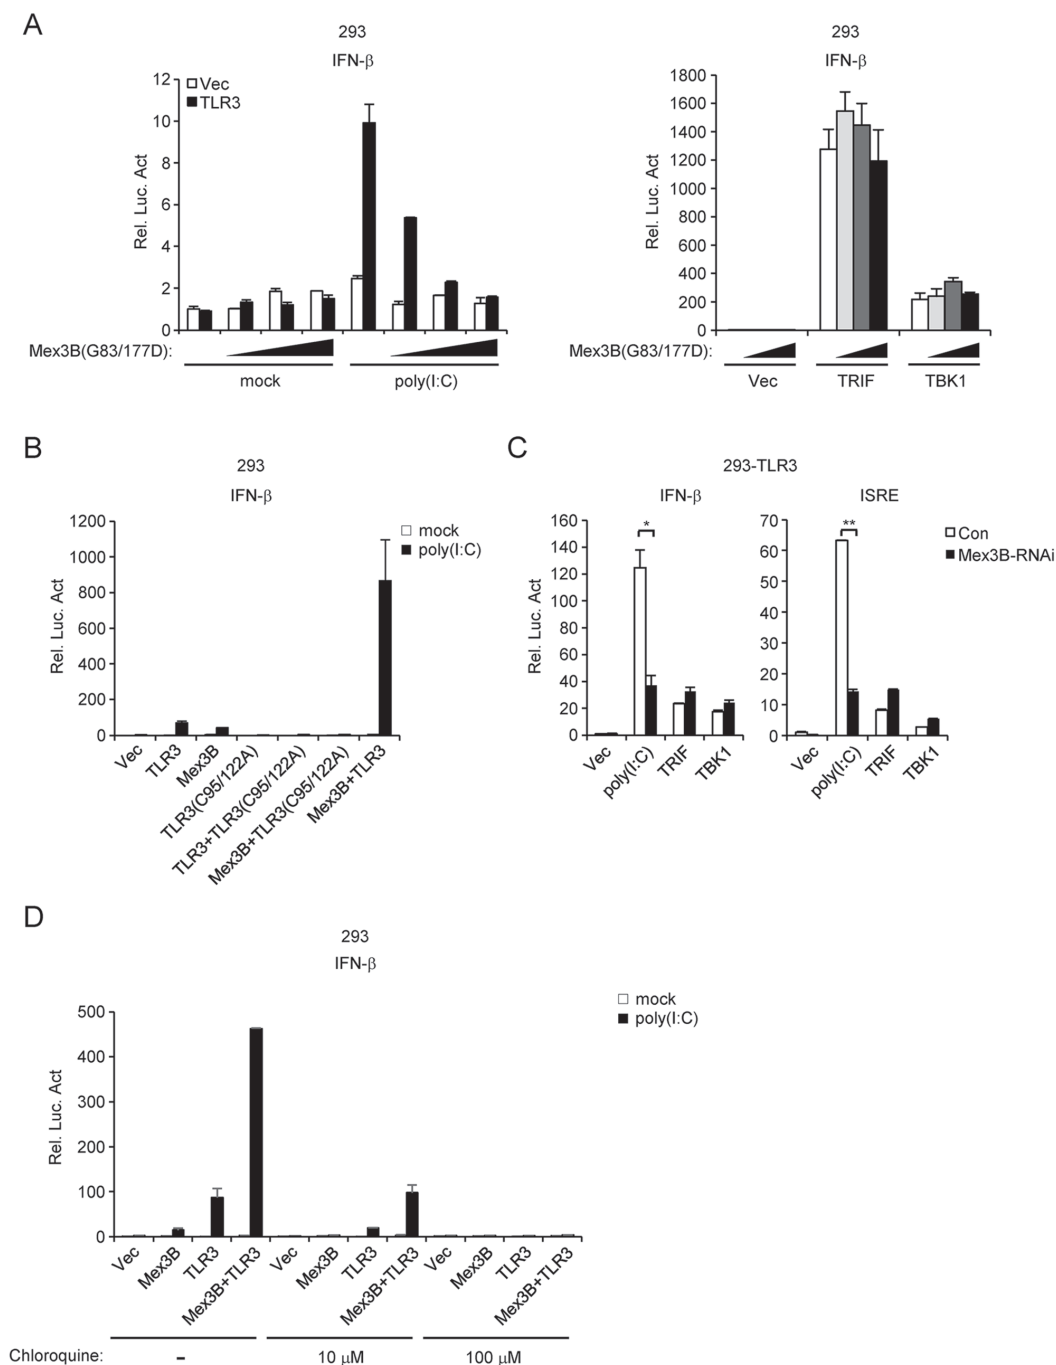 A
293
IFN-β
Vec
TLR3
Rel. Luc. Act
12
10
8
6
4
2
0
Mex3B(G83/177D):
mock
poly(I:C)
293
IFN-β
Rel. Luc. Act
1800
1600
1400
1200
1000
800
600
400
200
0
Mex3B(G83/177D):
Vec
TRIF
TBK1
B
293
IFN-β
mock
poly(I:C)
Rel. Luc. Act
1200
1000
800
600
400
200
0
Vec
TLR3
Mex3B
TLR3(C95/122A)
TLR3+TLR3(C95/122A)
Mex3B+TLR3(C95/122A)
Mex3B+TLR3
C
293-TLR3
IFN-β
Rel. Luc. Act
160
140
120
100
80
60
40
20
0
*
Vec
poly(I:C)
TRIF
TBK1
ISRE
70
60
50
40
30
20
10
0
**
Vec
poly(I:C)
TRIF
TBK1
Con
Mex3B-RNAi
D
293
IFN-β
mock
poly(I:C)
Rel. Luc. Act
500
400
300
200
100
0
Vec
Mex3B
TLR3
Mex3B+TLR3
Vec
Mex3B
TLR3
Mex3B+TLR3
Vec
Mex3B
TLR3
Mex3B+TLR3
Chloroquine:
-
10 μM
100 μM